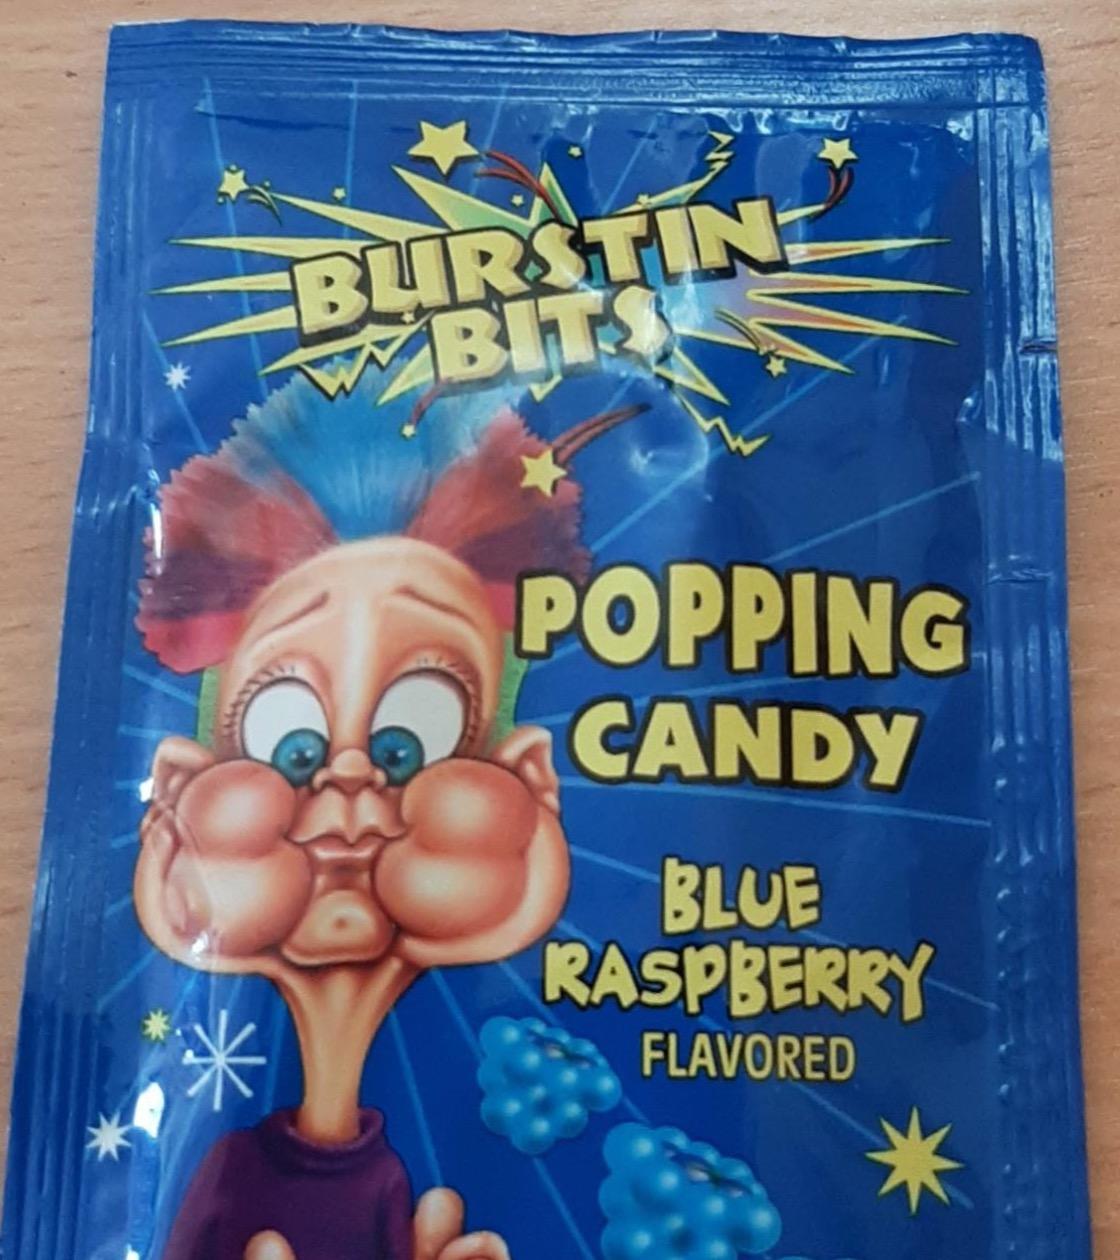 BURSTIN
BITS
POPPING
CANDY
BLUE
RASPBERRY
FLAVORED